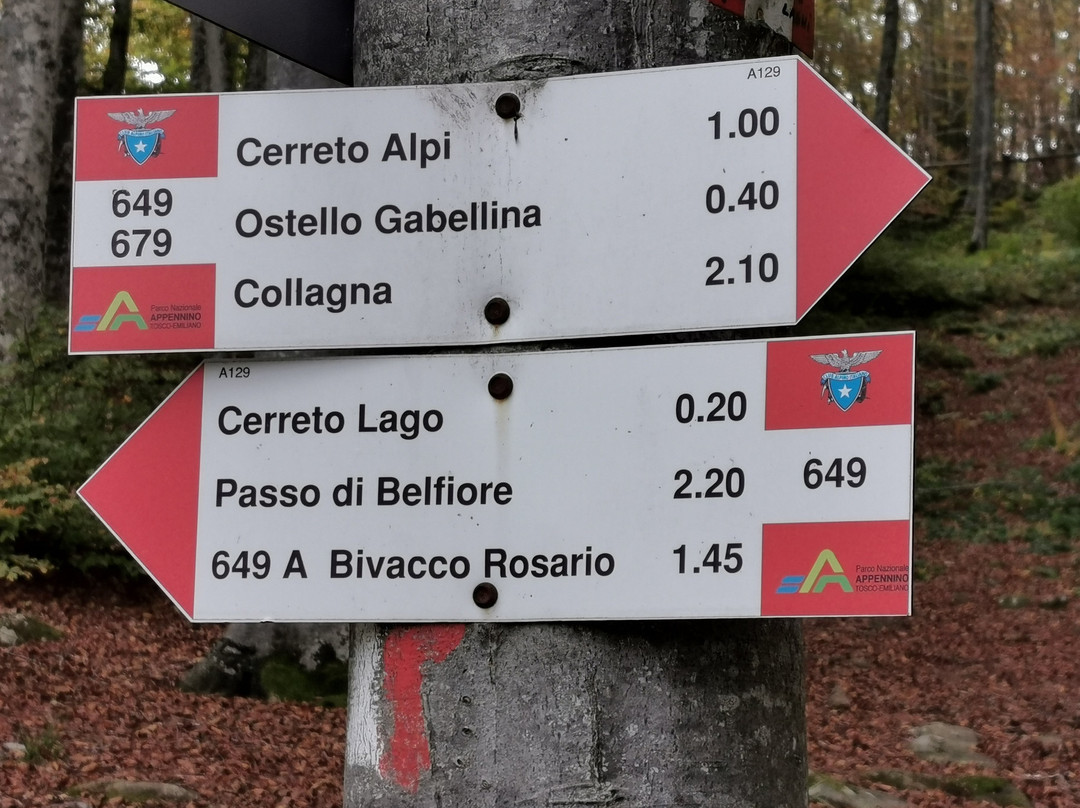 A129
649
679
Cerreto Alpi 1.00
Ostello Gabellina 0.40
Collagna 2.10
Parco Nazionale
APPENNINO
TOSCO-EMILIANO
A129
Cerreto Lago 0.20
Passo di Belfiore 2.20
649 A Bivacco Rosario 1.45
649
Parco Nazionale
APPENNINO
TOSCO-EMILIANO